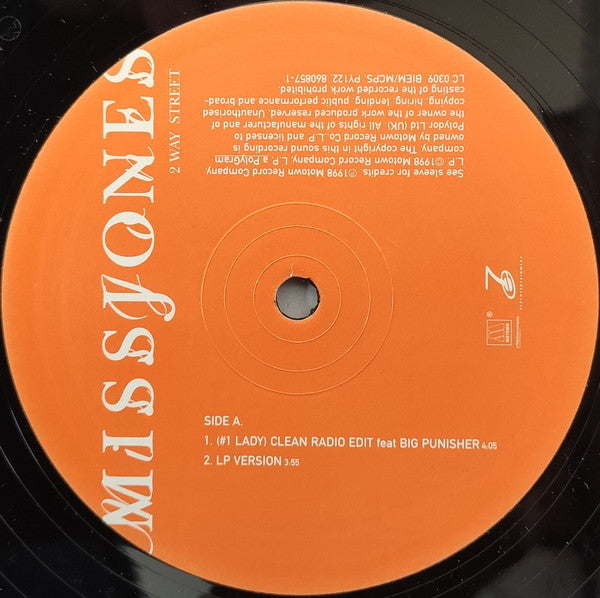 MISSJONES
2 WAY STREET
See sleeve for credits. ℗1998 Motown Record Company,
L.P. ©1998 Motown Record Company, L.P. a PolyGram
company. The copyright in this sound recording is
owned by Motown Record Co., L.P. and licensed to
Polydor Ltd (UK). All rights of the manufacturer and of
the owner of the work produced reserved. Unauthorised
copying, hiring, lending, public performance and broad-
casting of the recorded work prohibited.
LC 0309 BIEM/MCPS PY122 860857-1
MOTOWN
®
SIDE A.
1. (#1 LADY) CLEAN RADIO EDIT feat BIG PUNISHER 4:05
2. LP VERSION 3:55